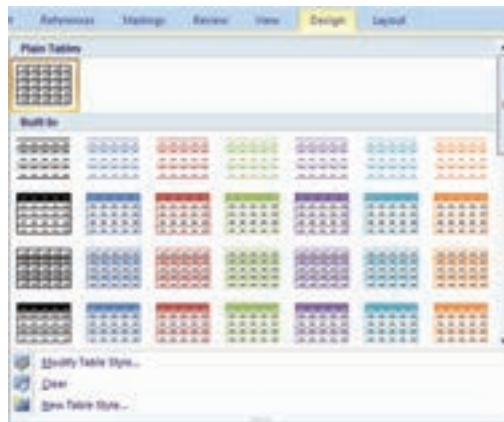 References Mailings Review View Design Layout
Plain Tables
Built-In
Modify Table Style...
Clear
New Table Style...